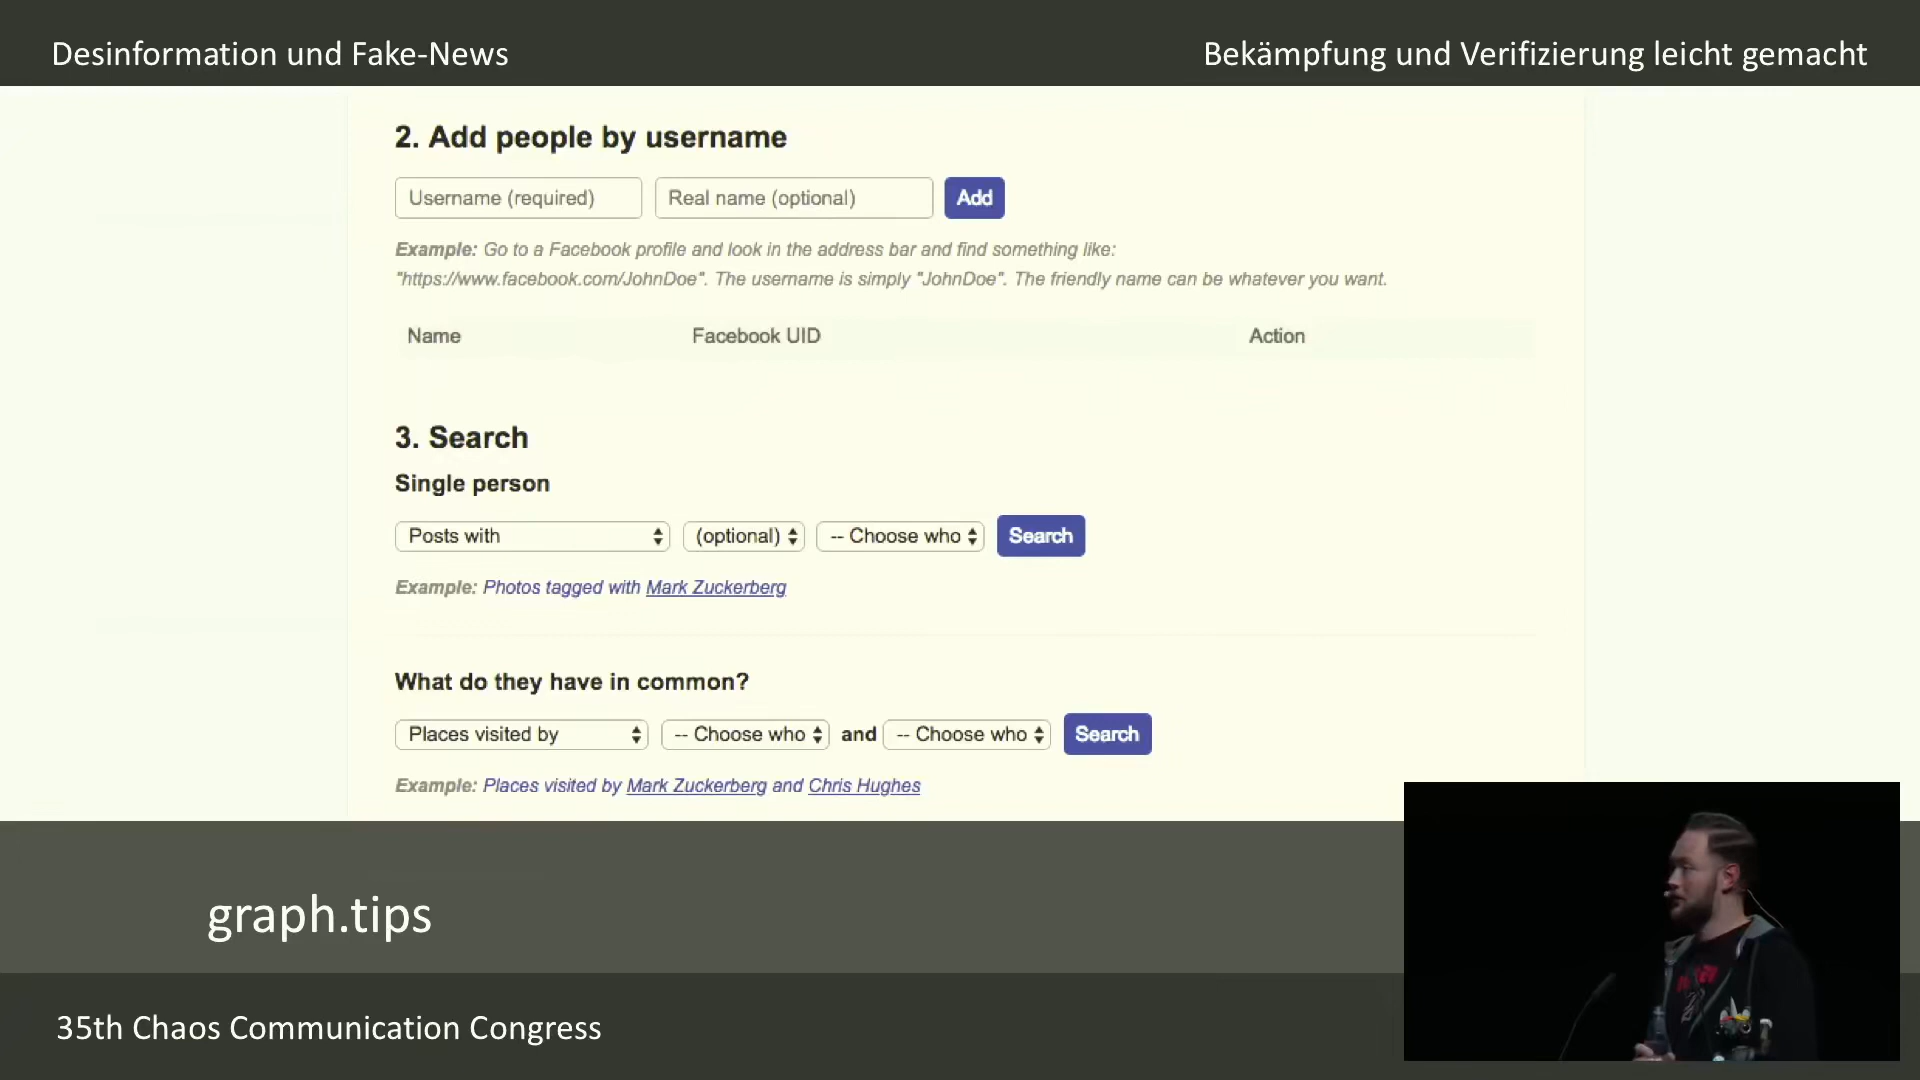 Desinformation und Fake-News
Bekämpfung und Verifizierung leicht gemacht
2. Add people by username
Username (required) Real name (optional) Add
Example: Go to a Facebook profile and look in the address bar and find something like:
"https://www.facebook.com/JohnDoe". The username is simply "JohnDoe". The friendly name can be whatever you want.
Name Facebook UID Action
3. Search
Single person
Posts with (optional) -- Choose who Search
Example: Photos tagged with Mark Zuckerberg
What do they have in common?
Places visited by -- Choose who and -- Choose who Search
Example: Places visited by Mark Zuckerberg and Chris Hughes
graph.tips
35th Chaos Communication Congress